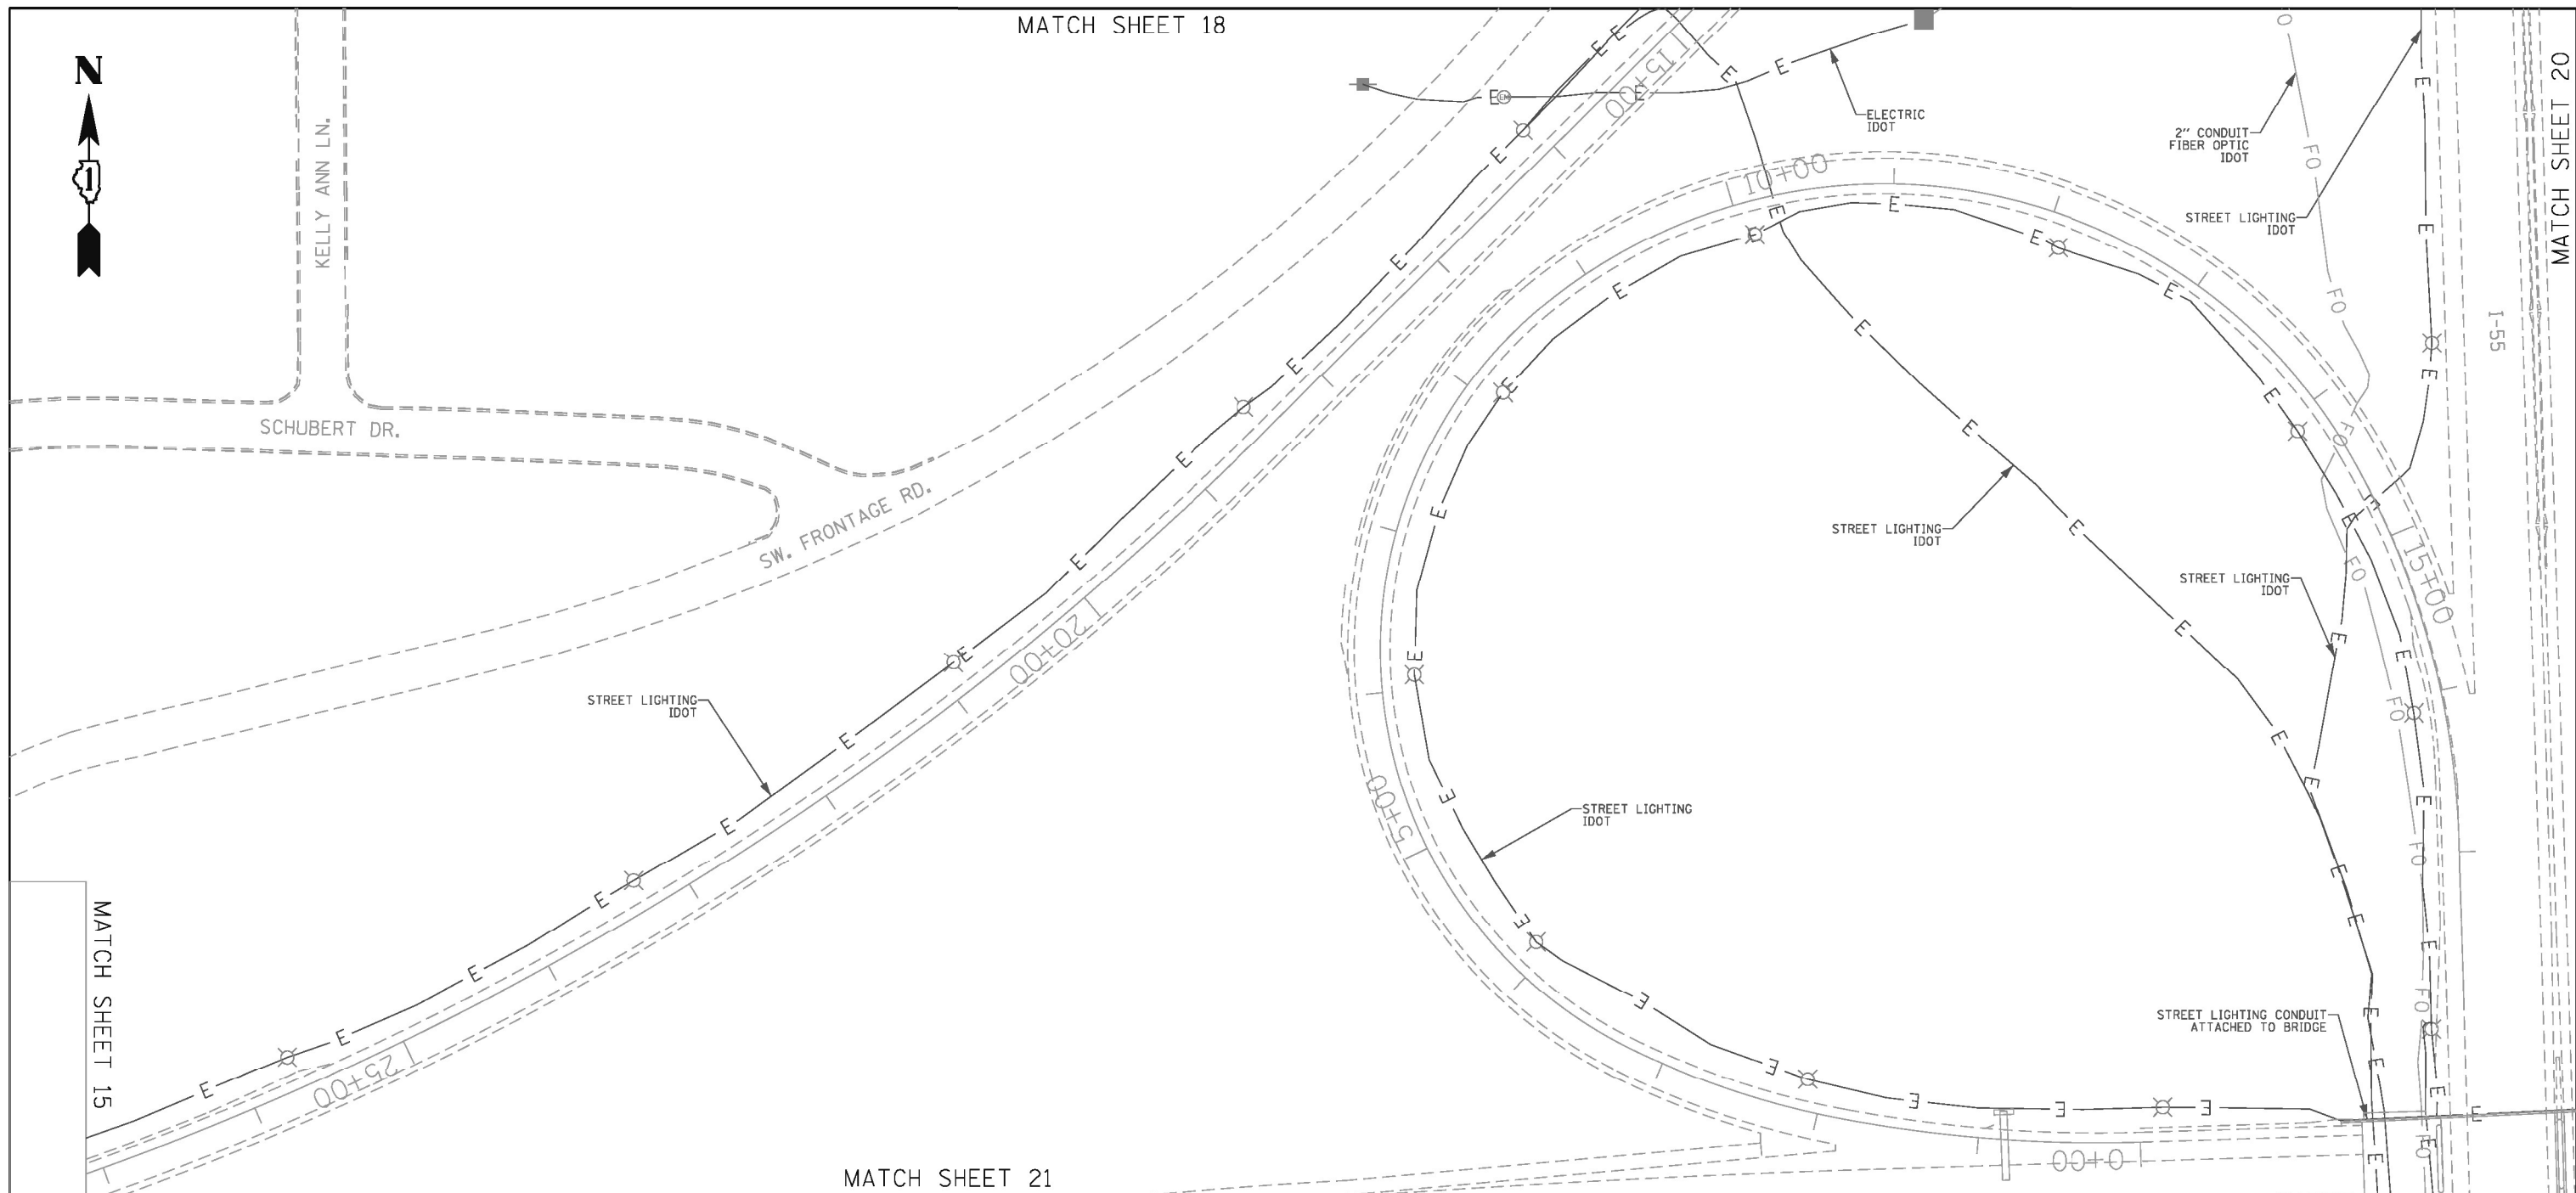 MATCH SHEET 18
N
1
KELLY ANN LN.
SCHUBERT DR.
SW. FRONTAGE RD.
15+00
E
EM
ELECTRIC
IDOT
10+00
2" CONDUIT
FIBER OPTIC
IDOT
FO
STREET LIGHTING
IDOT
MATCH SHEET 20
I-55
STREET LIGHTING
IDOT
STREET LIGHTING
IDOT
15+00
20+00
STREET LIGHTING
IDOT
5+00
STREET LIGHTING
IDOT
MATCH SHEET 15
25+00
STREET LIGHTING CONDUIT
ATTACHED TO BRIDGE
0+00
MATCH SHEET 21